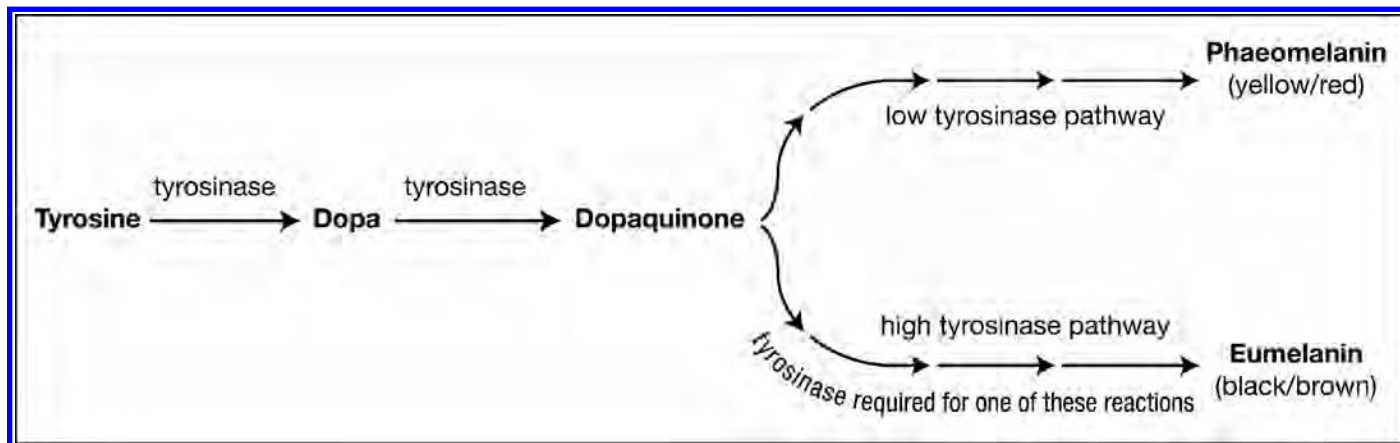 Phaeomelanin
(yellow/red)
low tyrosinase pathway
tyrosinase
tyrosinase
Tyrosine
Dopa
Dopaquinone
high tyrosinase pathway
Eumelanin
(black/brown)
tyrosinase required for one of these reactions